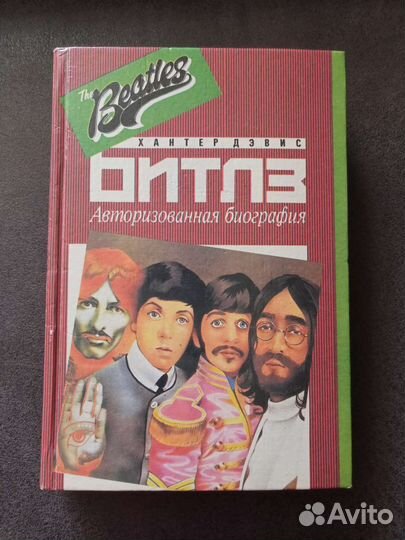 The Beatles
ХАНТЕР ДЭВИС
БИТЛЗ
Авторизованная биография
Avito